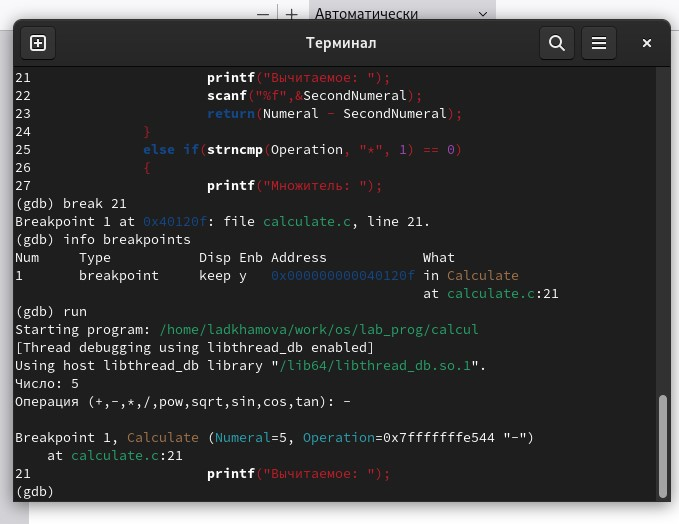 Автоматически
Терминал
21                        printf("Вычитаемое: ");
22                        scanf("%f",&SecondNumeral);
23                        return(Numeral - SecondNumeral);
24                }
25                else if(strncmp(Operation, "*", 1) == 0)
26                {
27                        printf("Множитель: ");
(gdb) break 21
Breakpoint 1 at 0x40120f: file calculate.c, line 21.
(gdb) info breakpoints
Num     Type           Disp Enb Address            What
1       breakpoint     keep y   0x000000000040120f in Calculate
                                                   at calculate.c:21
(gdb) run
Starting program: /home/ladkhamova/work/os/lab_prog/calcul
[Thread debugging using libthread_db enabled]
Using host libthread_db library "/lib64/libthread_db.so.1".
Число: 5
Операция (+,-,*,/,pow,sqrt,sin,cos,tan): -

Breakpoint 1, Calculate (Numeral=5, Operation=0x7fffffffe544 "-")
    at calculate.c:21
21                        printf("Вычитаемое: ");
(gdb)